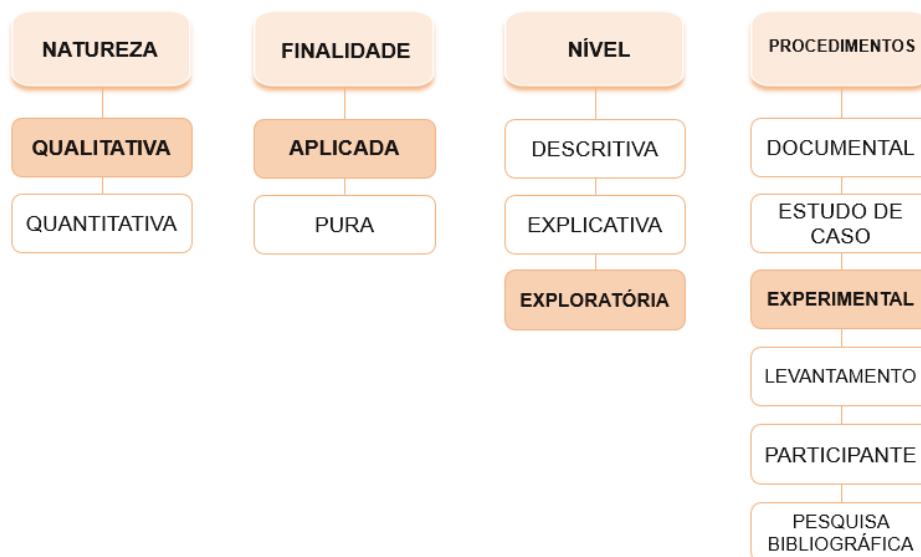 NATUREZA
QUALITATIVA
QUANTITATIVA
FINALIDADE
APLICADA
PURA
NÍVEL
DESCRITIVA
EXPLICATIVA
EXPLORATÓRIA
PROCEDIMENTOS
DOCUMENTAL
ESTUDO DE
CASO
EXPERIMENTAL
LEVANTAMENTO
PARTICIPANTE
PESQUISA
BIBLIOGRÁFICA